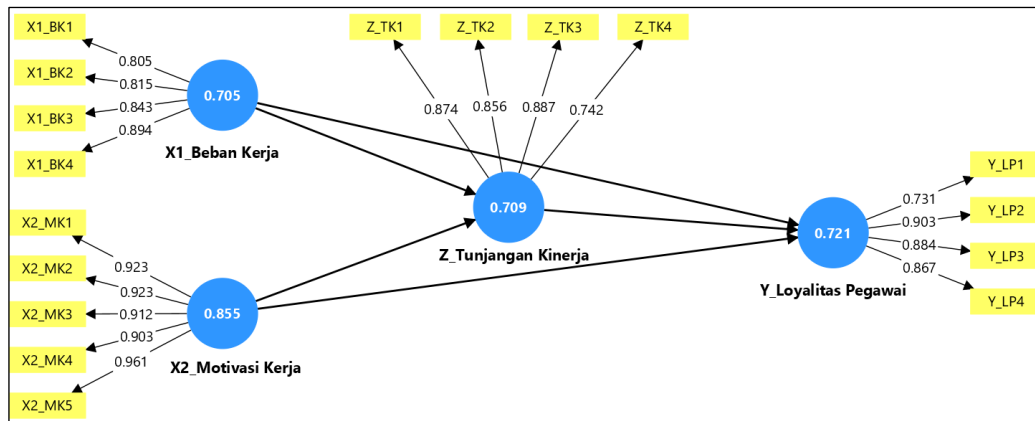 X1_BK1
X1_BK2
X1_BK3
X1_BK4
0.805
0.815
0.843
0.894
0.705
X1_Beban Kerja
Z_TK1
Z_TK2
Z_TK3
Z_TK4
0.874
0.856
0.887
0.742
0.709
Z_Tunjangan Kinerja
X2_MK1
X2_MK2
X2_MK3
X2_MK4
X2_MK5
0.923
0.923
0.912
0.903
0.961
0.855
X2_Motivasi Kerja
0.721
Y_Loyalitas Pegawai
0.731
0.903
0.884
0.867
Y_LP1
Y_LP2
Y_LP3
Y_LP4